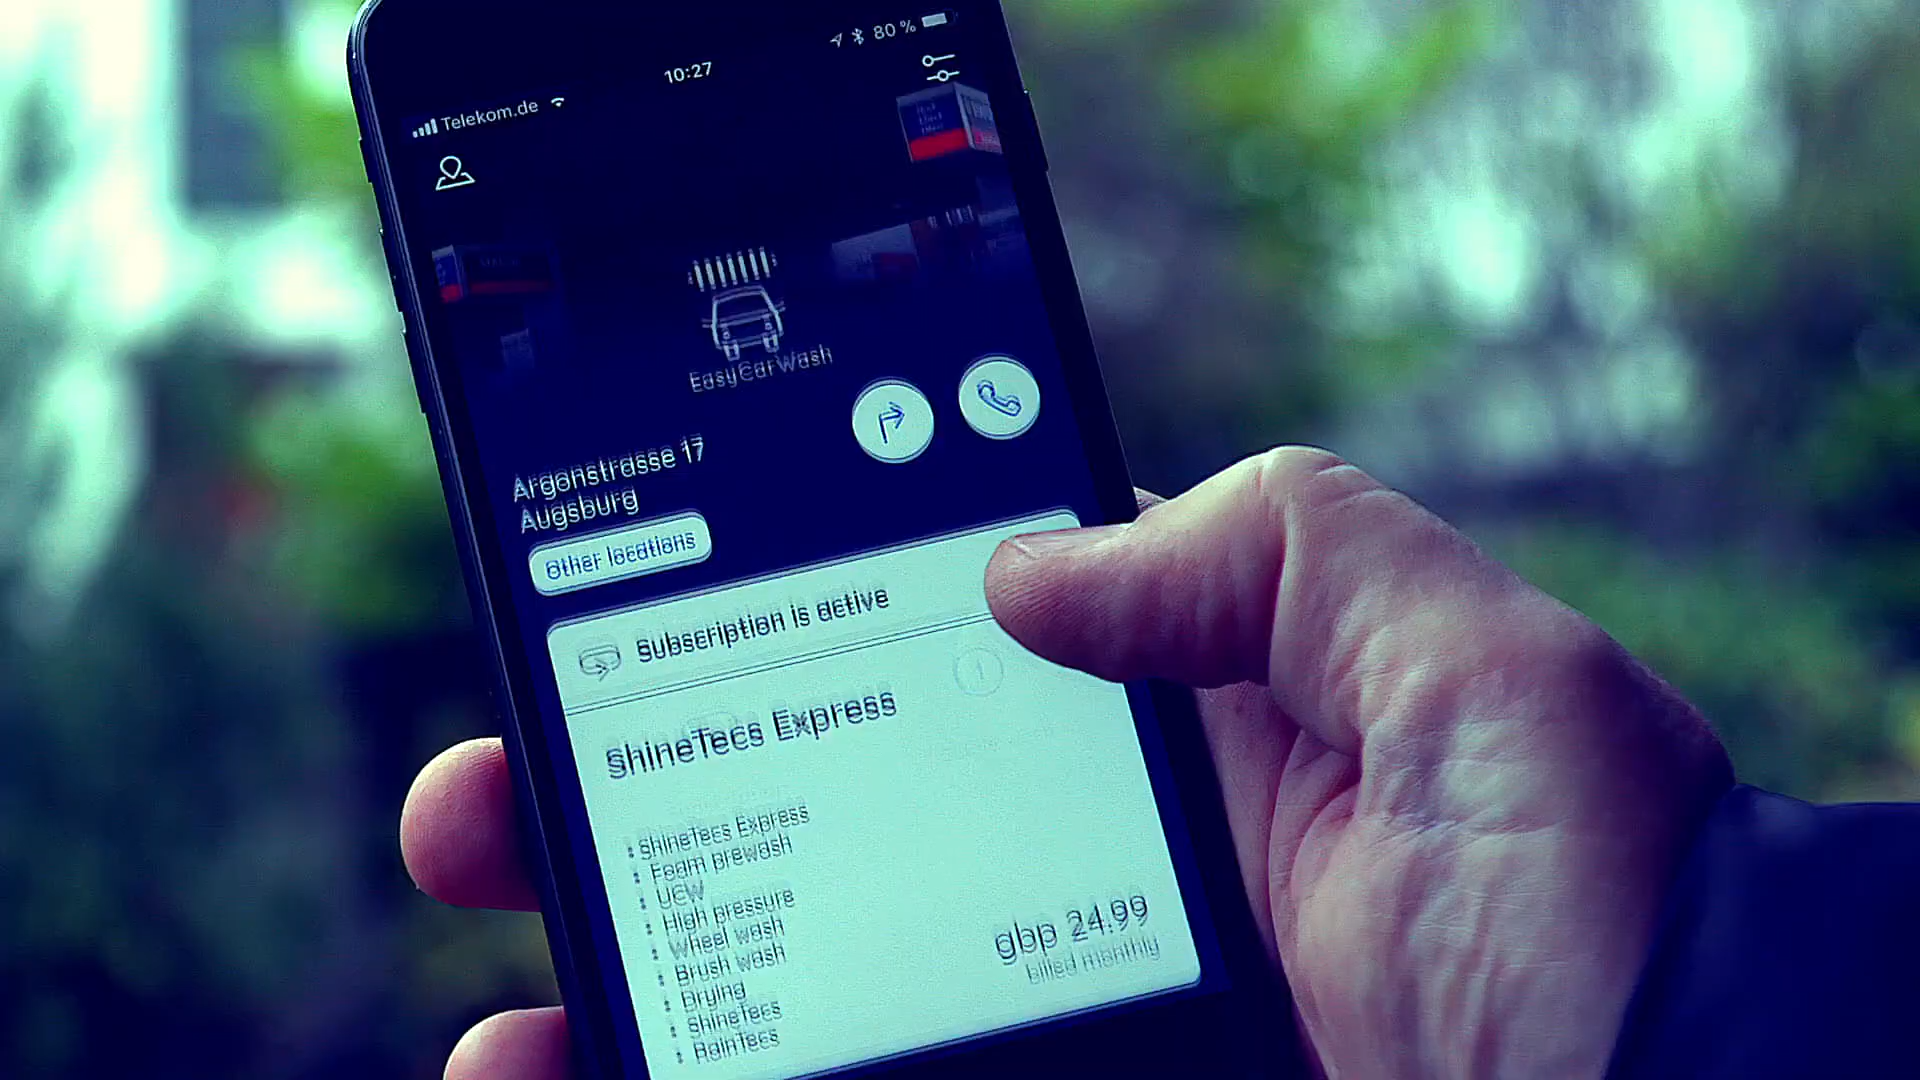 80 %
10:27
Telekom.de
EasyCarWash
Argonstrasse 17
Augsburg
Other locations
Subscription is active
ShineTecs Express
ShineTecs Express
Foam prewash
UCW
High pressure
Wheel wash
Brush wash
Drying
ShineTecs
RainTecs
gbp 24.99
billed monthly